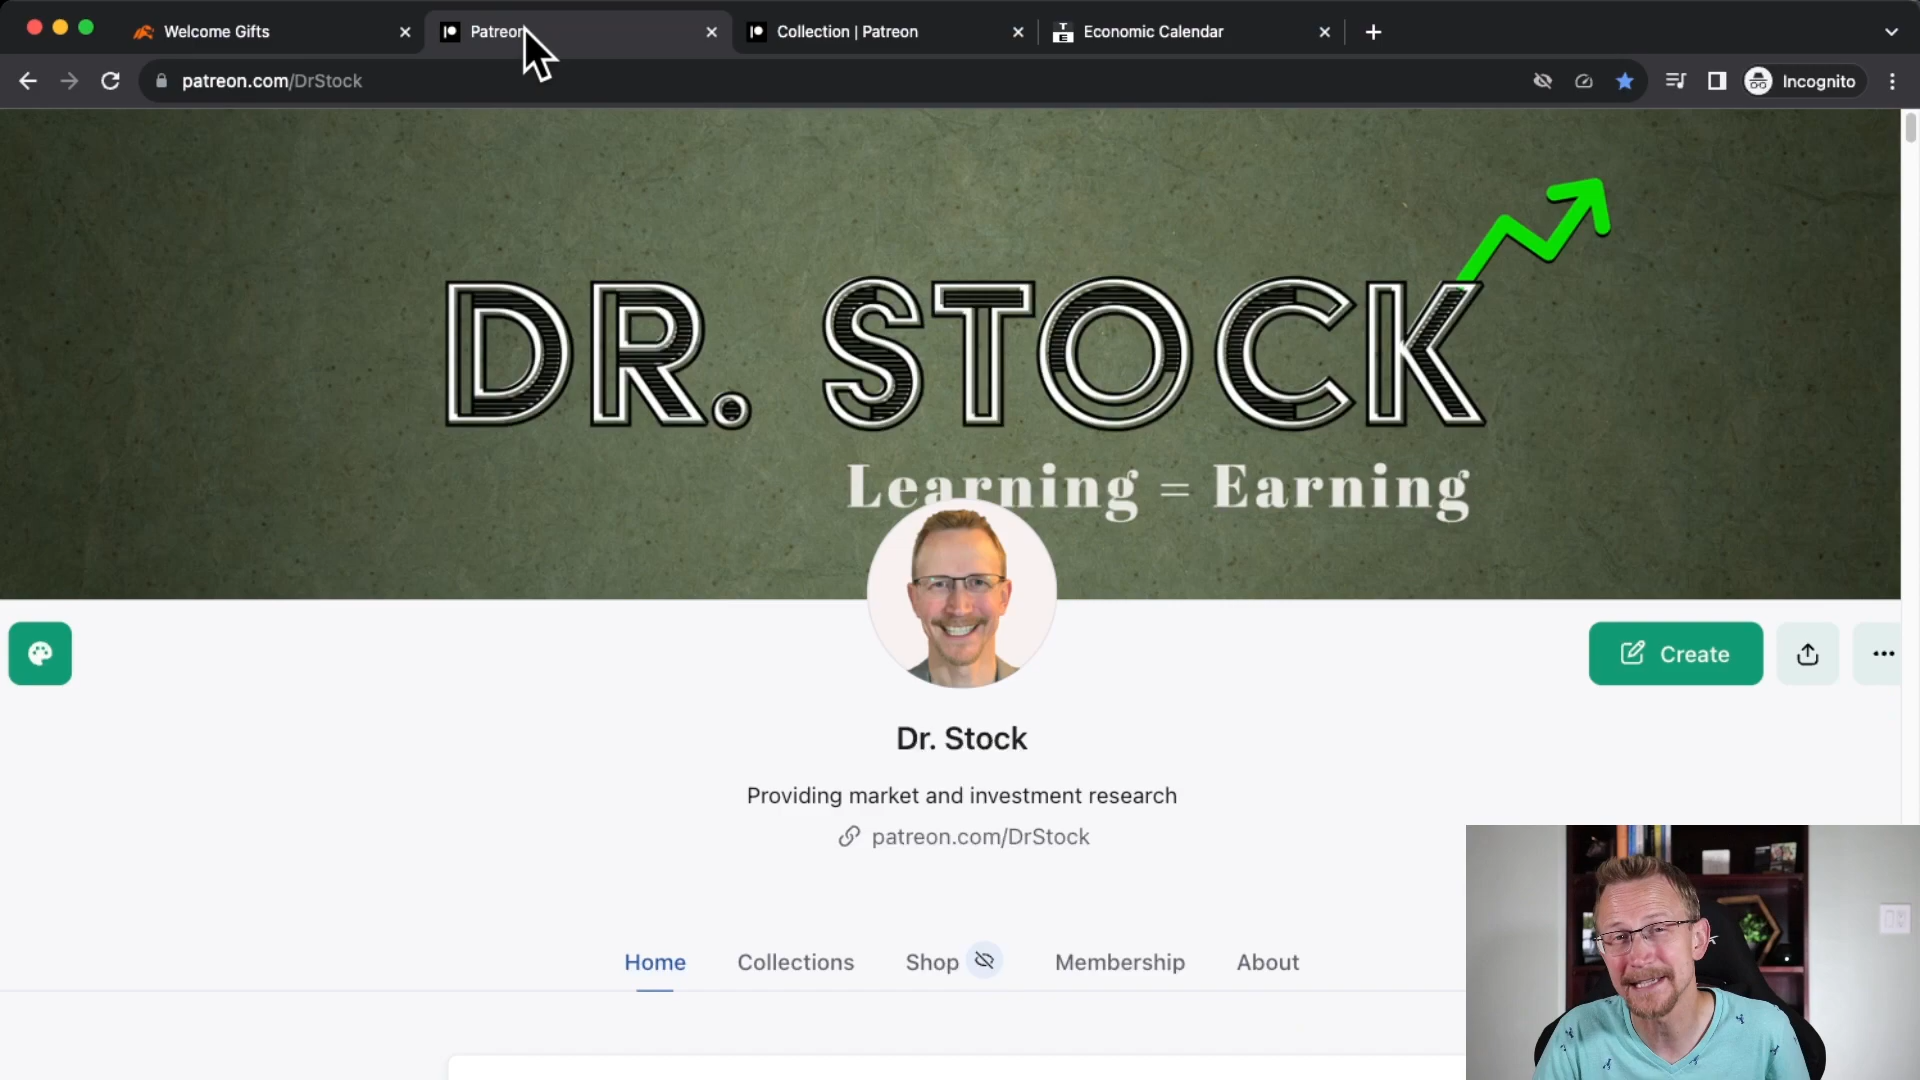 Welcome Gifts
Patreon
Collection | Patreon
Economic Calendar
patreon.com/DrStock
Incognito
DR. STOCK
Learning = Earning
Create
Dr. Stock
Providing market and investment research
patreon.com/DrStock
Home
Collections
Shop
Membership
About